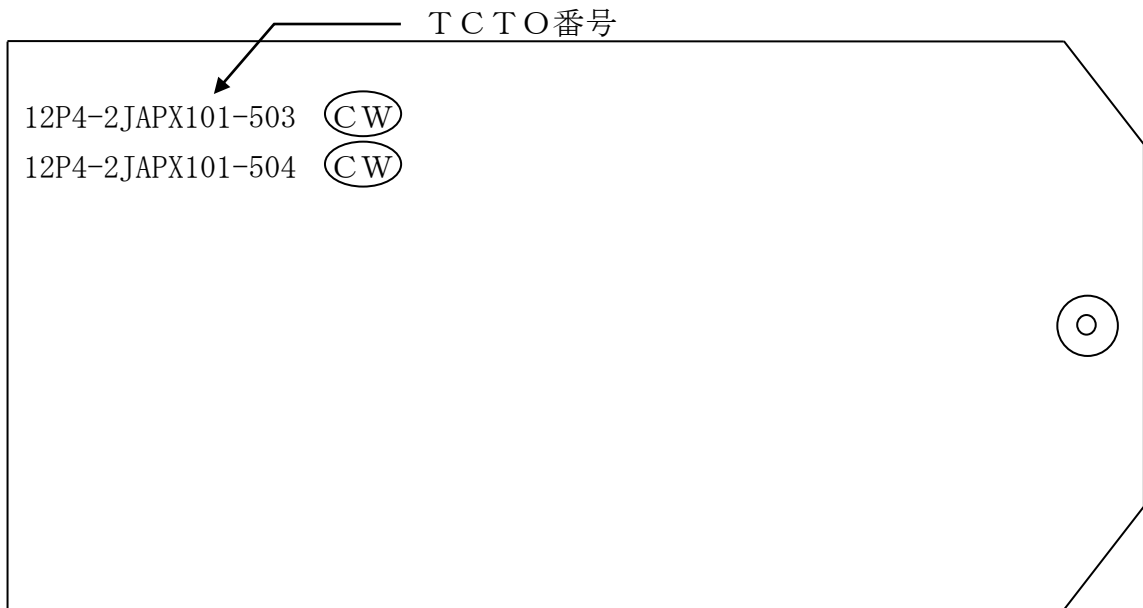 ＴＣＴＯ番号
12P4-2JAPX101-503 ＣＷ
12P4-2JAPX101-504 ＣＷ